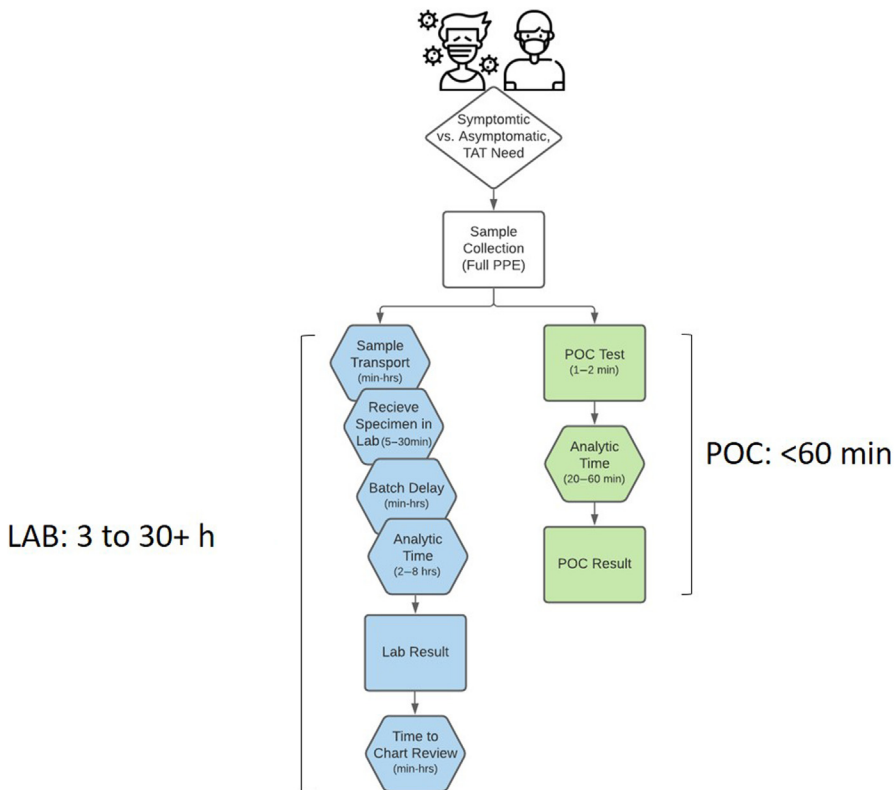 Symptomtic
vs. Asymptomatic,
TAT Need
Sample
Collection
(Full PPE)
Sample
Transport
(min-hrs)
Recieve
Specimen in
Lab (5–30min)
Batch Delay
(min-hrs)
Analytic
Time
(2–8 hrs)
Lab Result
Time to
Chart Review
(min-hrs)
LAB: 3 to 30+ h
POC Test
(1–2 min)
Analytic
Time
(20–60 min)
POC Result
POC: <60 min